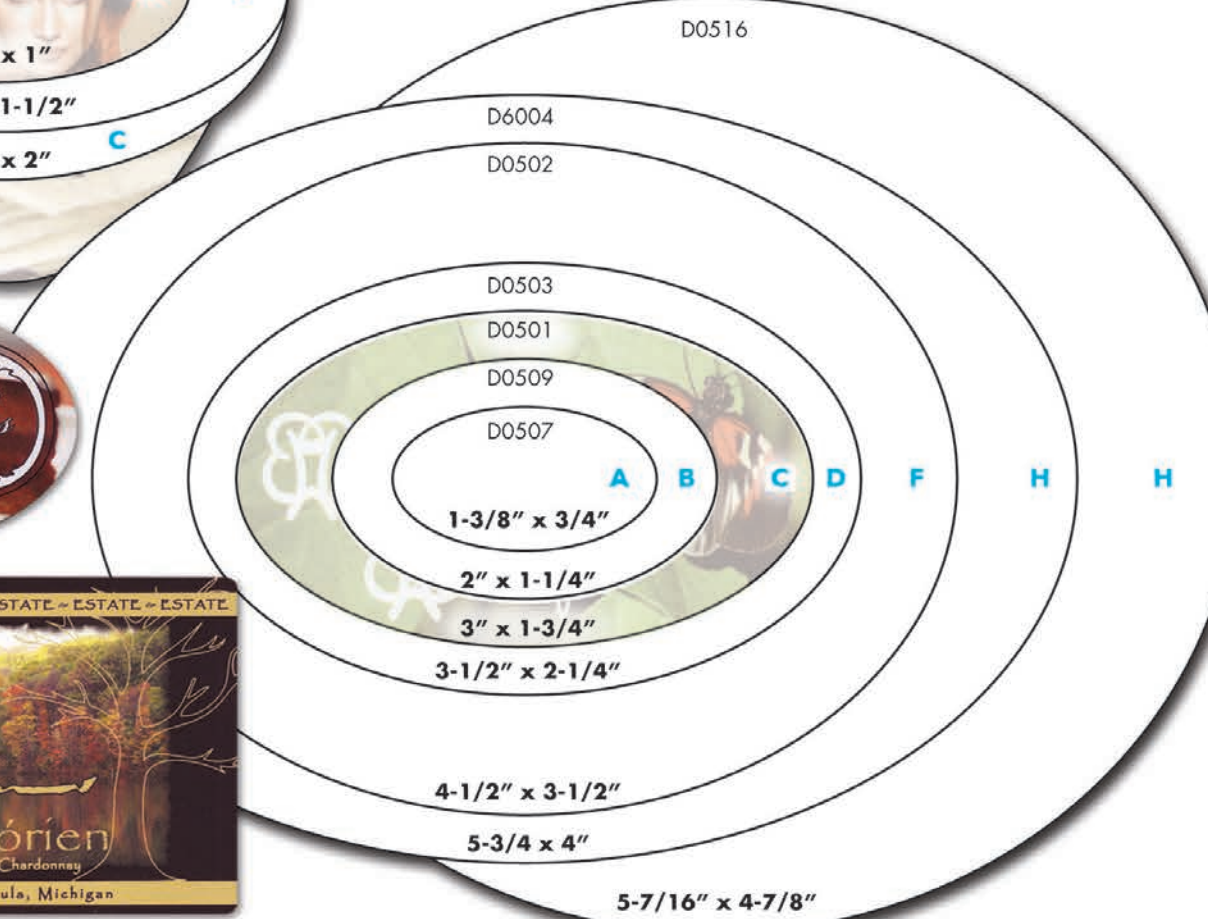 x 1"
1-1/2"
x 2"
C
D0516
D6004
D0502
D0503
D0501
D0509
D0507
A B C D F H H
1-3/8" x 3/4"
2" x 1-1/4"
3" x 1-3/4"
3-1/2" x 2-1/4"
4-1/2" x 3-1/2"
5-3/4 x 4"
5-7/16" x 4-7/8"
s
STATE ~ ESTATE ~ ESTATE
órien
Chardonnay
ula, Michigan